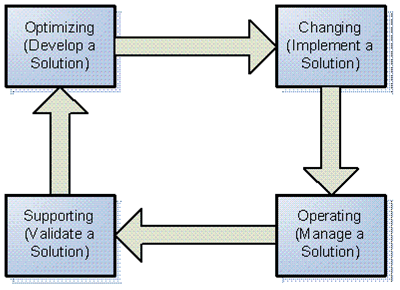 Optimizing
(Develop a
Solution)
Changing
(Implement a
Solution)
Supporting
(Validate a
Solution)
Operating
(Manage a
Solution)